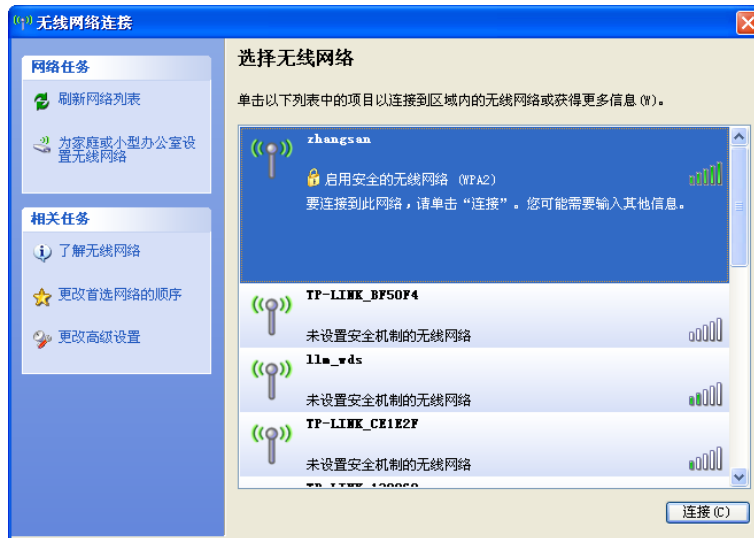 无线网络连接
网络任务
刷新网络列表
为家庭或小型办公室设
置无线网络
相关任务
了解无线网络
更改首选网络的顺序
更改高级设置
选择无线网络
单击以下列表中的项目以连接到区域内的无线网络或获得更多信息(W)。
zhangsan
启用安全的无线网络 (WPA2)
要连接到此网络，请单击“连接”。您可能需要输入其他信息。
TP-LINK_BF50F4
未设置安全机制的无线网络
llm_wds
未设置安全机制的无线网络
TP-LINK_CE1E2F
未设置安全机制的无线网络
连接(C)